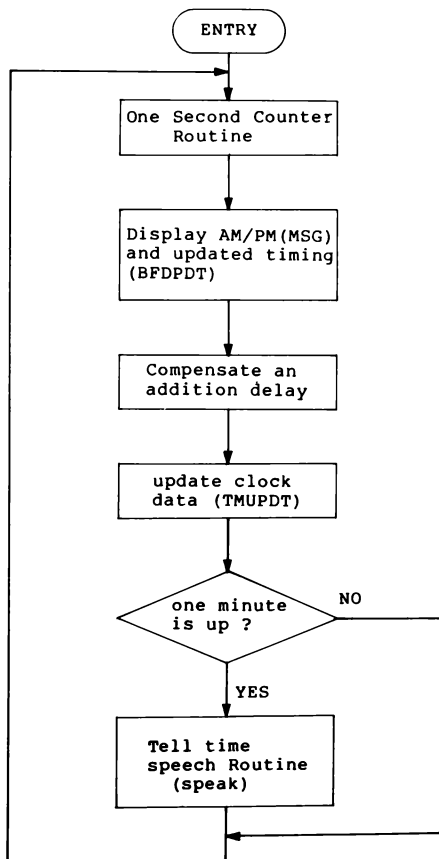 ENTRY
One Second Counter
Routine
Display AM/PM(MSG)
and updated timing
(BFDPDT)
Compensate an
addition delay
update clock
data (TMUPDT)
one minute
is up ?
NO
YES
Tell time
speech Routine
(speak)